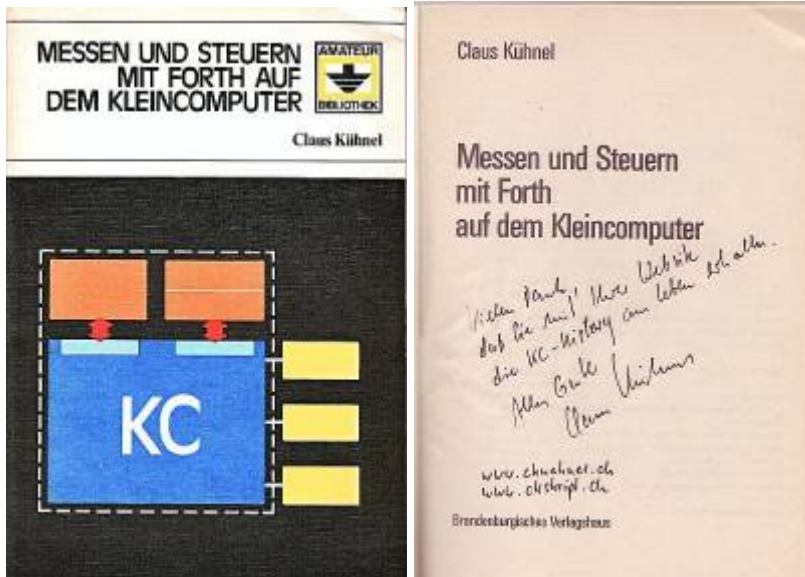 MESSEN UND STEUERN
MIT FORTH AUF
DEM KLEINCOMPUTER
AMATEUR
BIBLIOTHEK
Claus Kühnel
KC
Claus Kühnel
Messen und Steuern
mit Forth
auf dem Kleincomputer
Vielen Dank,
daß Sie mit Ihrer Website
die KC-History am Leben erhalten.
Alles Gute
Claus Kühnel
www.ckuehnel.ch
www.ckskript.ch
Brandenburgisches Verlagshaus